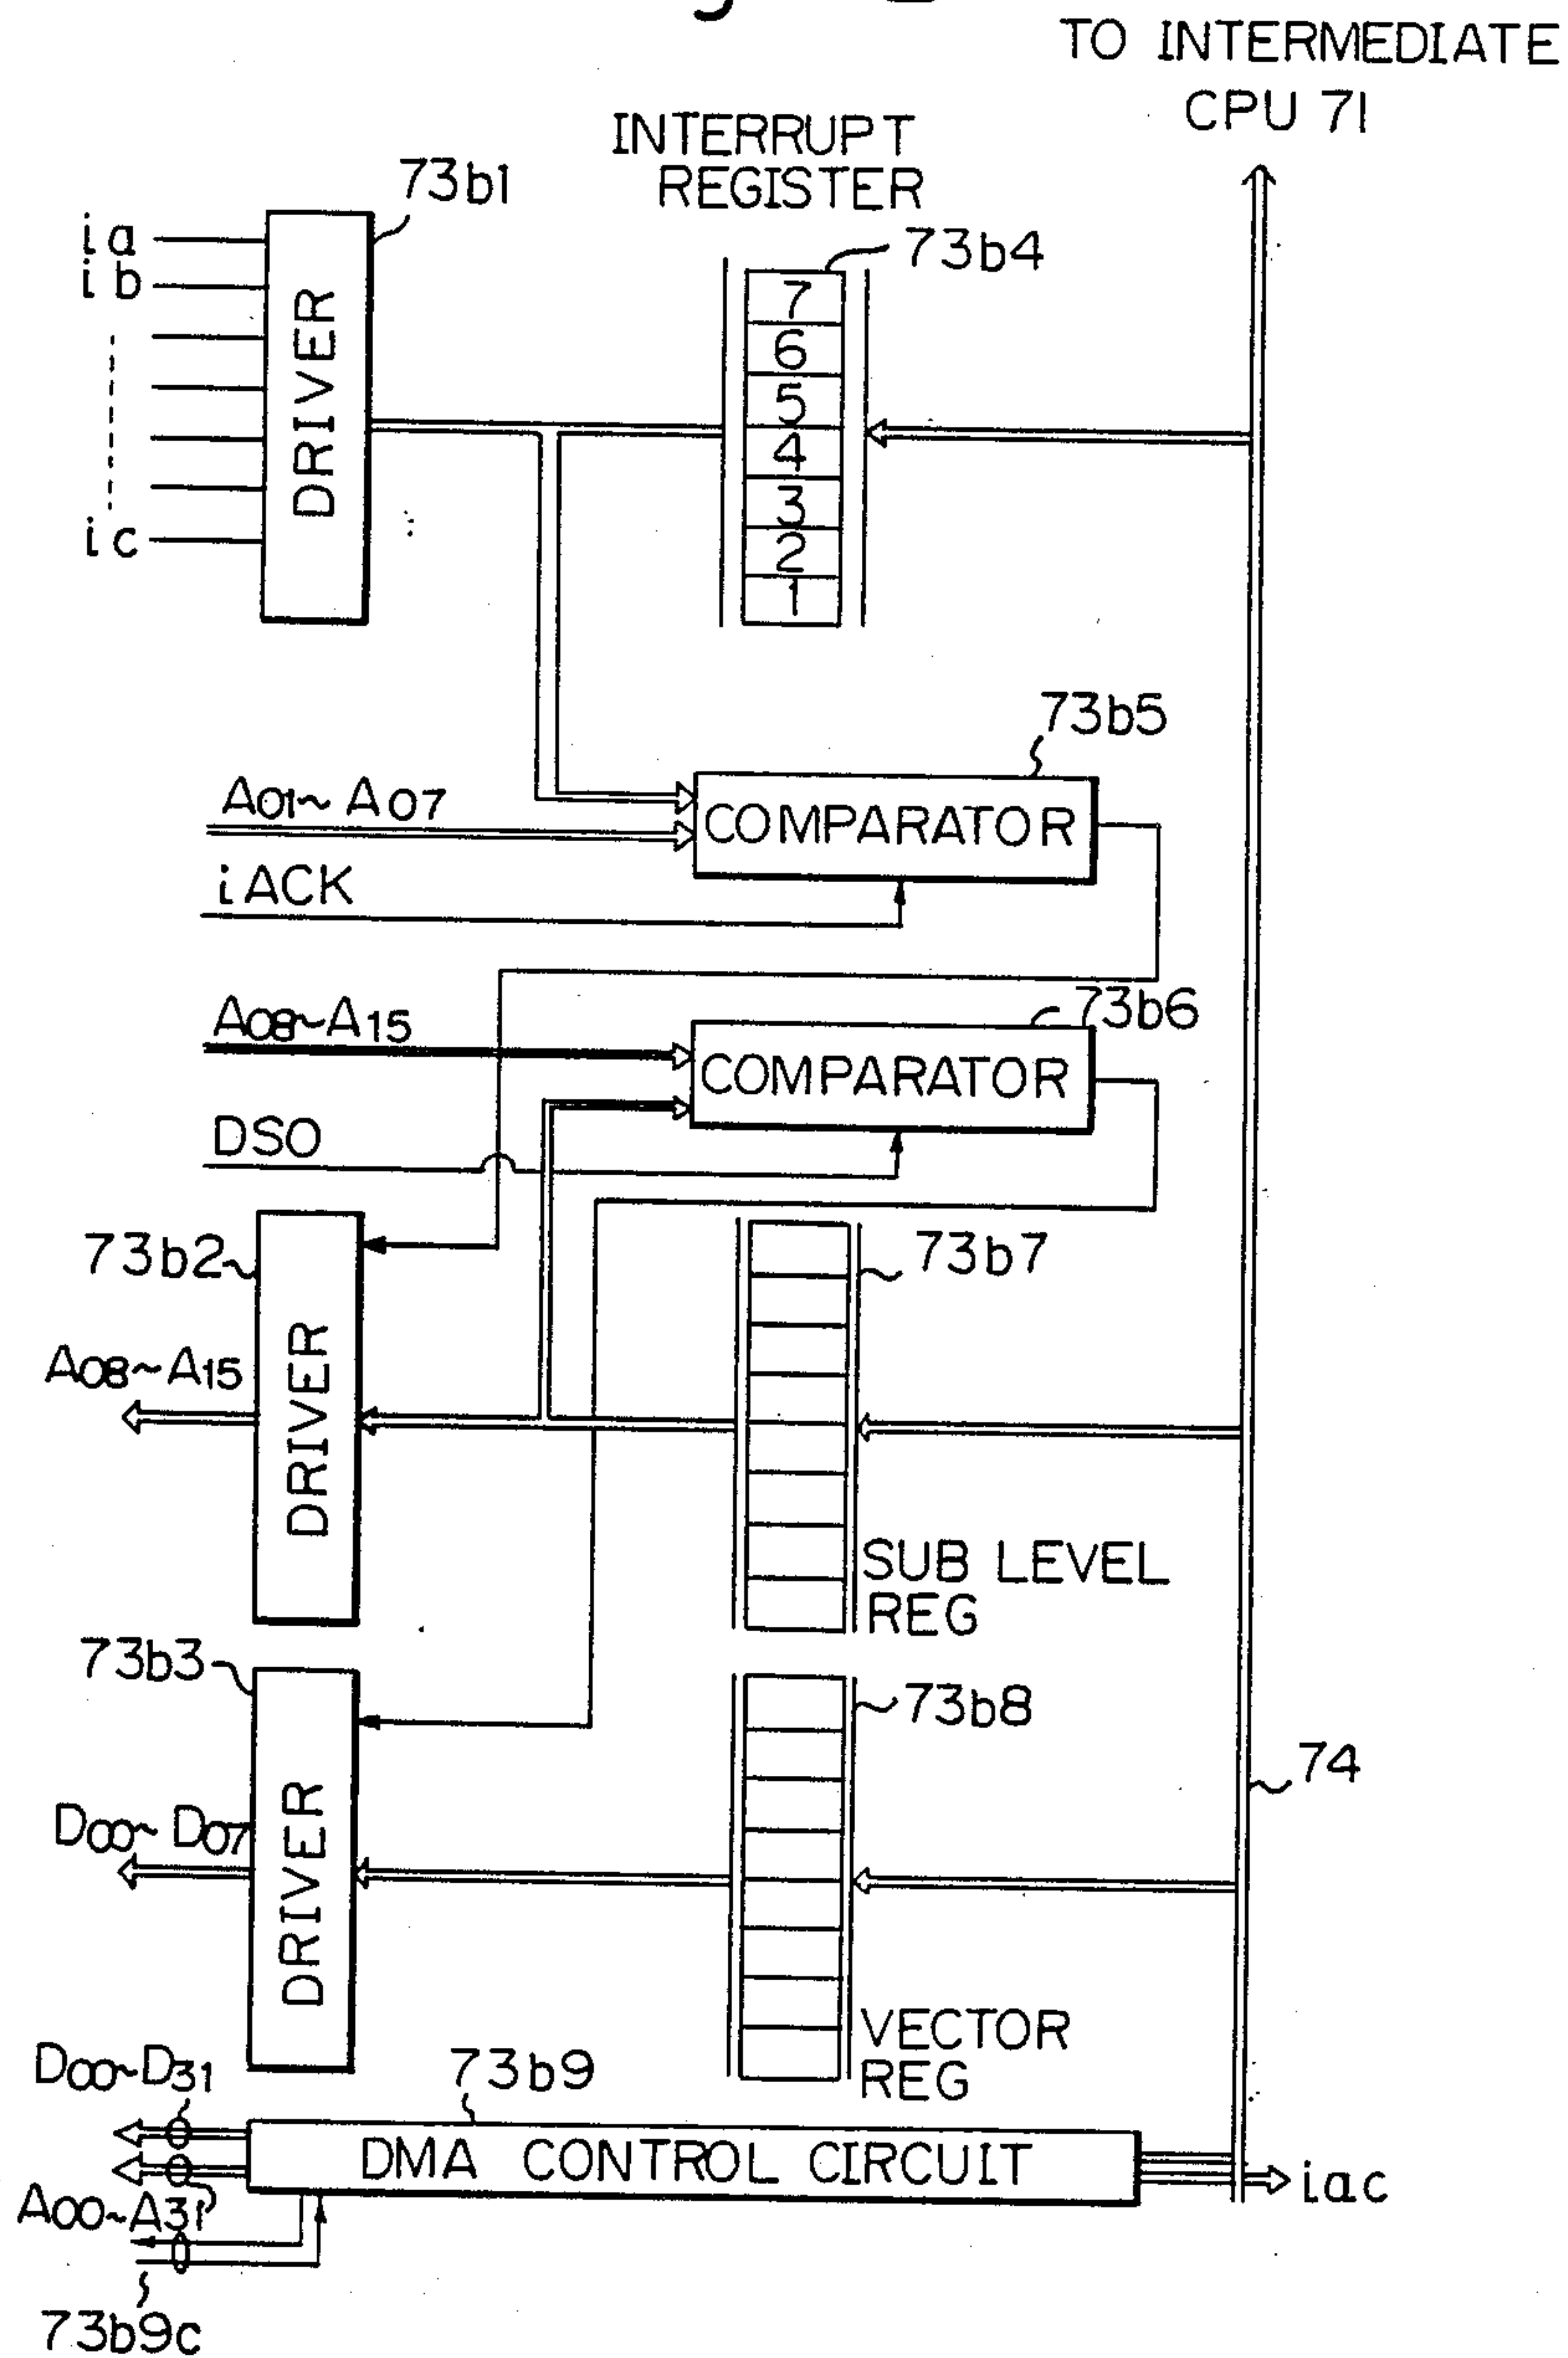 TO INTERMEDIATE
CPU 71
INTERRUPT
REGISTER
73b1
ia
ib
ic
DRIVER
73b4
7
6
5
4
3
2
1
73b5
A01~A07
COMPARATOR
iACK
A08~A15
73b6
COMPARATOR
DS0
73b2
DRIVER
A08~A15
73b7
SUB LEVEL
REG
73b3
DRIVER
D00~D07
73b8
74
VECTOR
REG
D00~D31
73b9
DMA CONTROL CIRCUIT
iac
A00~A31
73b9c